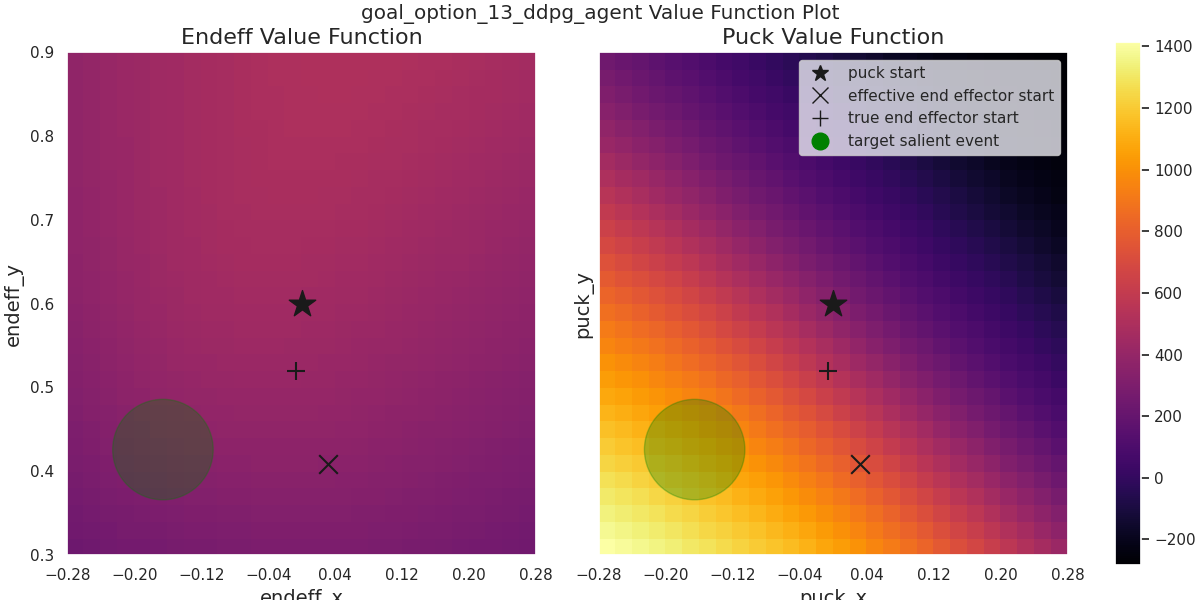 goal_option_13_ddpg_agent Value Function Plot
Endeff Value Function
Puck Value Function
puck start
effective end effector start
true end effector start
target salient event
endeff_y
0.9
0.8
0.7
0.6
0.5
0.4
0.3
−0.28 −0.20 −0.12 −0.04 0.04 0.12 0.20 0.28
endeff_x
puck_y
−0.28 −0.20 −0.12 −0.04 0.04 0.12 0.20 0.28
puck_x
1400
1200
1000
800
600
400
200
0
−200